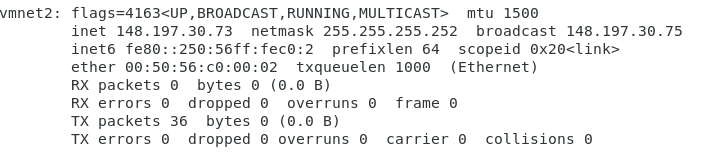 vmnet2: flags=4163<UP,BROADCAST,RUNNING,MULTICAST>  mtu 1500
        inet 148.197.30.73  netmask 255.255.255.252  broadcast 148.197.30.75
        inet6 fe80::250:56ff:fec0:2  prefixlen 64  scopeid 0x20<link>
        ether 00:50:56:c0:00:02  txqueuelen 1000  (Ethernet)
        RX packets 0  bytes 0 (0.0 B)
        RX errors 0  dropped 0  overruns 0  frame 0
        TX packets 36  bytes 0 (0.0 B)
        TX errors 0  dropped 0 overruns 0  carrier 0  collisions 0